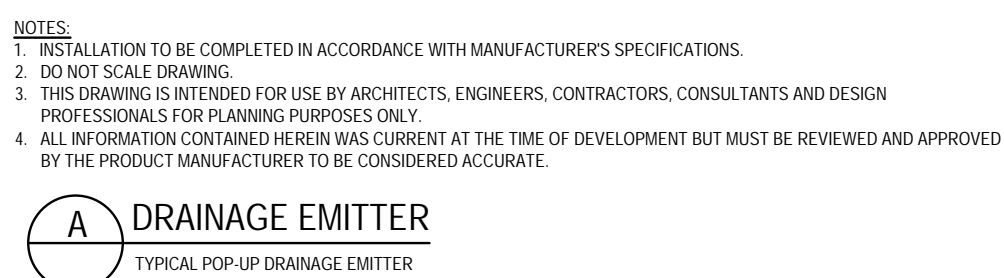 NOTES:
1. INSTALLATION TO BE COMPLETED IN ACCORDANCE WITH MANUFACTURER'S SPECIFICATIONS.
2. DO NOT SCALE DRAWING.
3. THIS DRAWING IS INTENDED FOR USE BY ARCHITECTS, ENGINEERS, CONTRACTORS, CONSULTANTS AND DESIGN
PROFESSIONALS FOR PLANNING PURPOSES ONLY.
4. ALL INFORMATION CONTAINED HEREIN WAS CURRENT AT THE TIME OF DEVELOPMENT BUT MUST BE REVIEWED AND APPROVED
BY THE PRODUCT MANUFACTURER TO BE CONSIDERED ACCURATE.
A DRAINAGE EMITTER
TYPICAL POP-UP DRAINAGE EMITTER